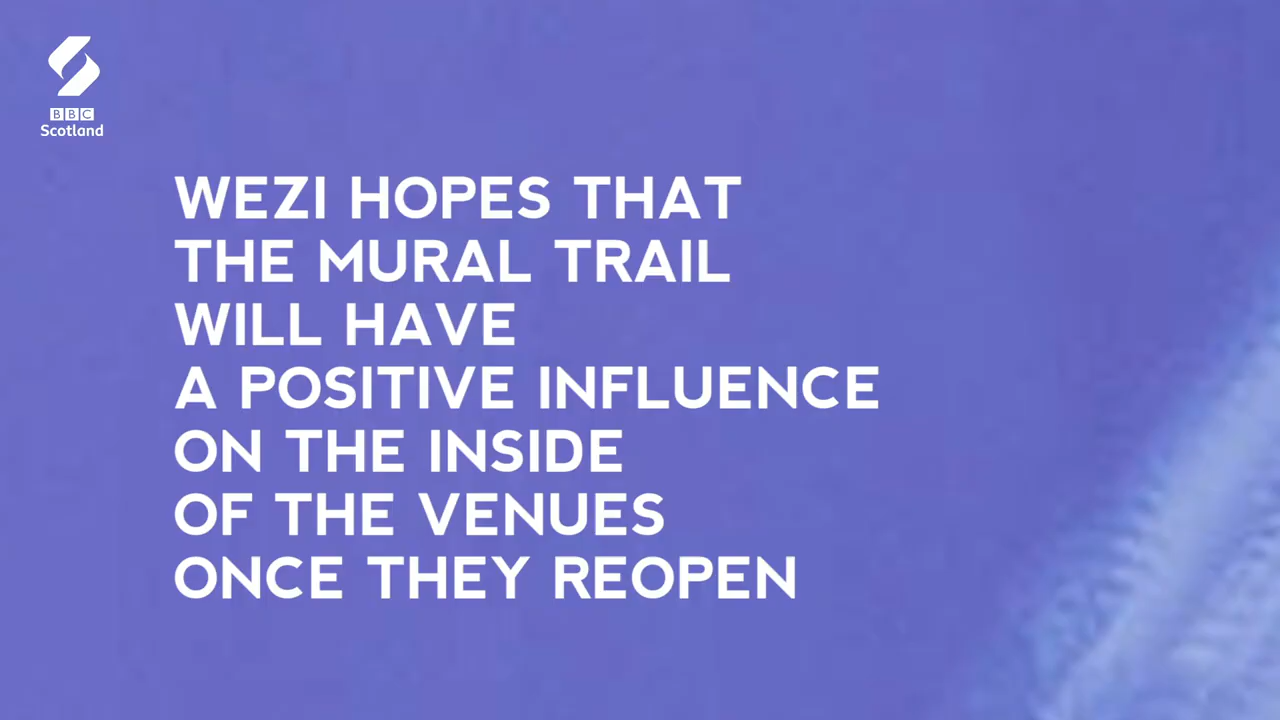 BBC
Scotland
WEZI HOPES THAT
THE MURAL TRAIL
WILL HAVE
A POSITIVE INFLUENCE
ON THE INSIDE
OF THE VENUES
ONCE THEY REOPEN